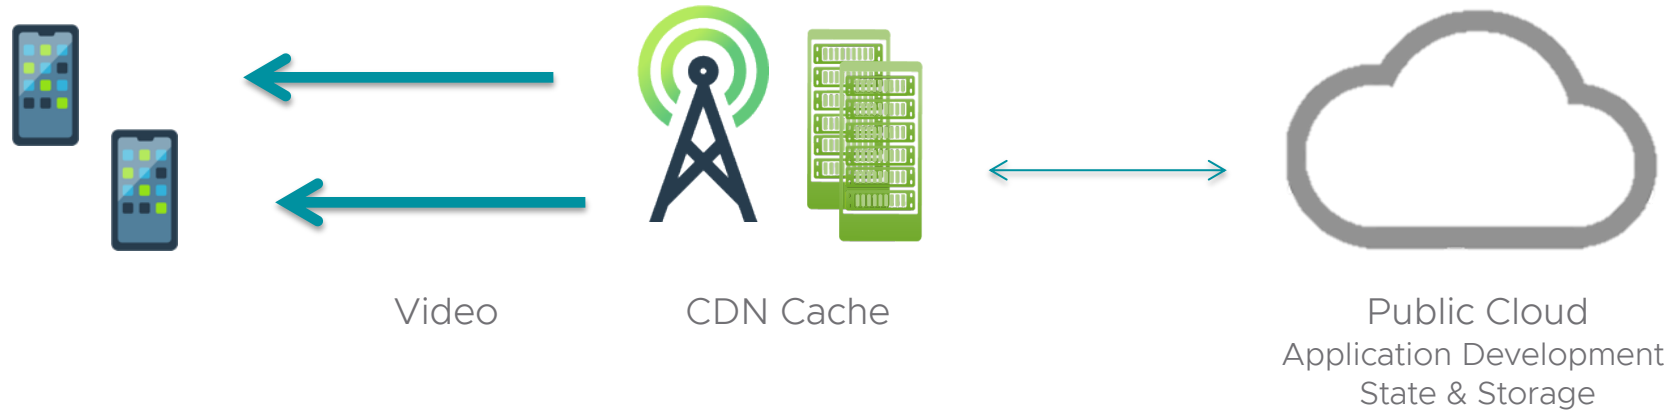 Video
CDN Cache
Public Cloud
Application Development
State & Storage